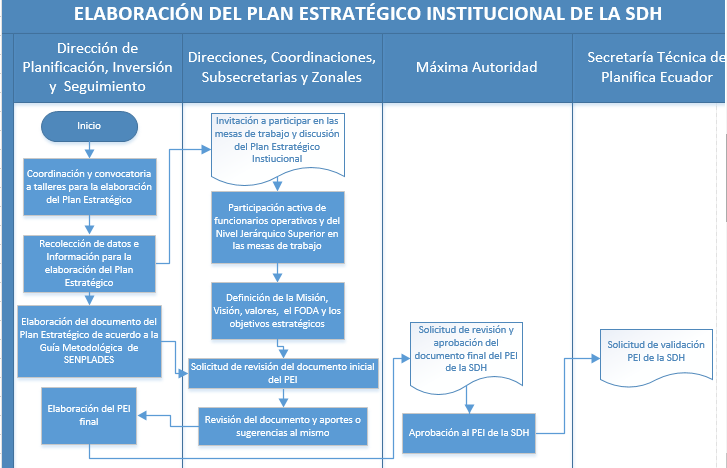 ELABORACIÓN DEL PLAN ESTRATÉGICO INSTITUCIONAL DE LA SDH
Dirección de
Planificación, Inversión
y Seguimiento
Direcciones, Coordinaciones,
Subsecretarias y Zonales
Máxima Autoridad
Secretaría Técnica de
Planifica Ecuador
Inicio
Coordinación y convocatoria
a talleres para la elaboración
del Plan Estratégico
Recolección de datos e
Información para la
elaboración del Plan
Estratégico
Elaboración del documento del
Plan Estratégico de acuerdo a la
Guía Metodológica de
SENPLADES
Elaboración del PEI
final
Invitación a participar en las
mesas de trabajo y discusión
del Plan Estratégico
Instiucional
Participación activa de
funcionarios operativos y del
Nivel Jerárquico Superior en
las mesas de trabajo
Definición de la Misión,
Visión, valores, el FODA y los
objetivos estratégicos
Solicitud de revisión del documento inicial
del PEI
Revisión del documento y aportes o
sugerencias al mismo
Solicitud de revisión y
aprobación del
documento final del PEI
de la SDH
Aprobación al PEI de la SDH
Solicitud de validación
PEI de la SDH